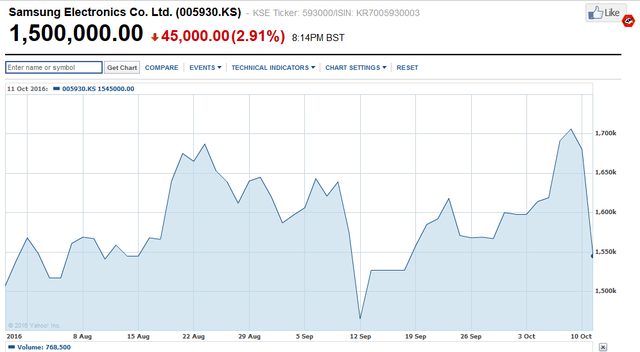 Samsung Electronics Co. Ltd. (005930.KS) - KSE Ticker: 593000/ISIN: KR7005930003
Like
1,500,000.00 45,000.00 (2.91%) 8:14PM BST
Enter name or symbol Get Chart COMPARE EVENTS TECHNICAL INDICATORS CHART SETTINGS RESET
11 Oct 2016: 005930.KS 1545000.00
1,700k
1,650k
1,600k
1,550k
1,500k
© 2016 Yahoo! Inc.
2016 8 Aug 15 Aug 22 Aug 29 Aug 5 Sep 12 Sep 19 Sep 26 Sep 3 Oct 10 Oct
Volume: 768,500